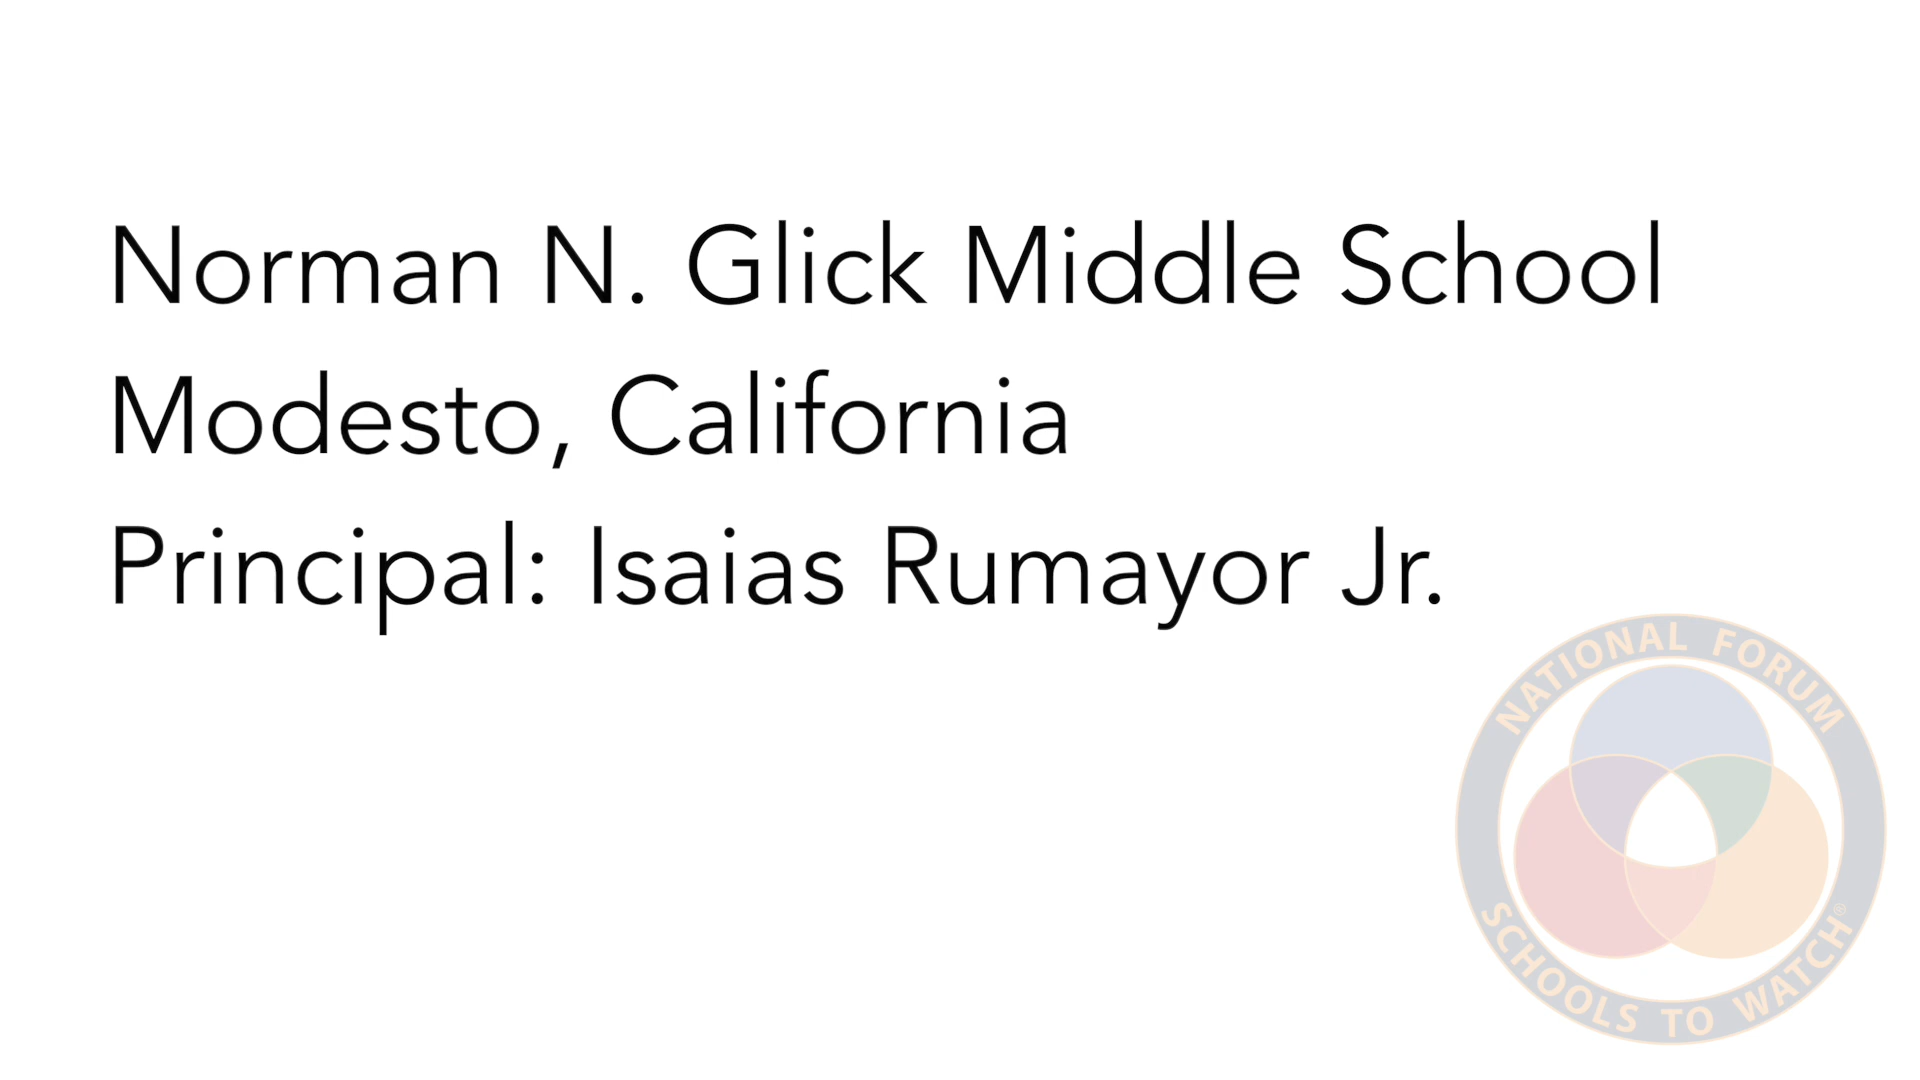 Norman N. Glick Middle School
Modesto, California
Principal: Isaias Rumayor Jr.
NATIONAL FORUM
SCHOOLS TO WATCH®